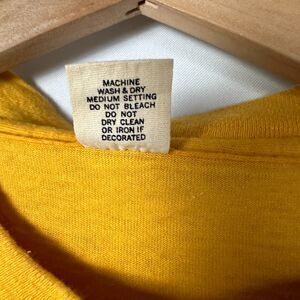 MACHINE
WASH & DRY
MEDIUM SETTING
DO NOT BLEACH
DO NOT
DRY CLEAN
OR IRON IF
DECORATED